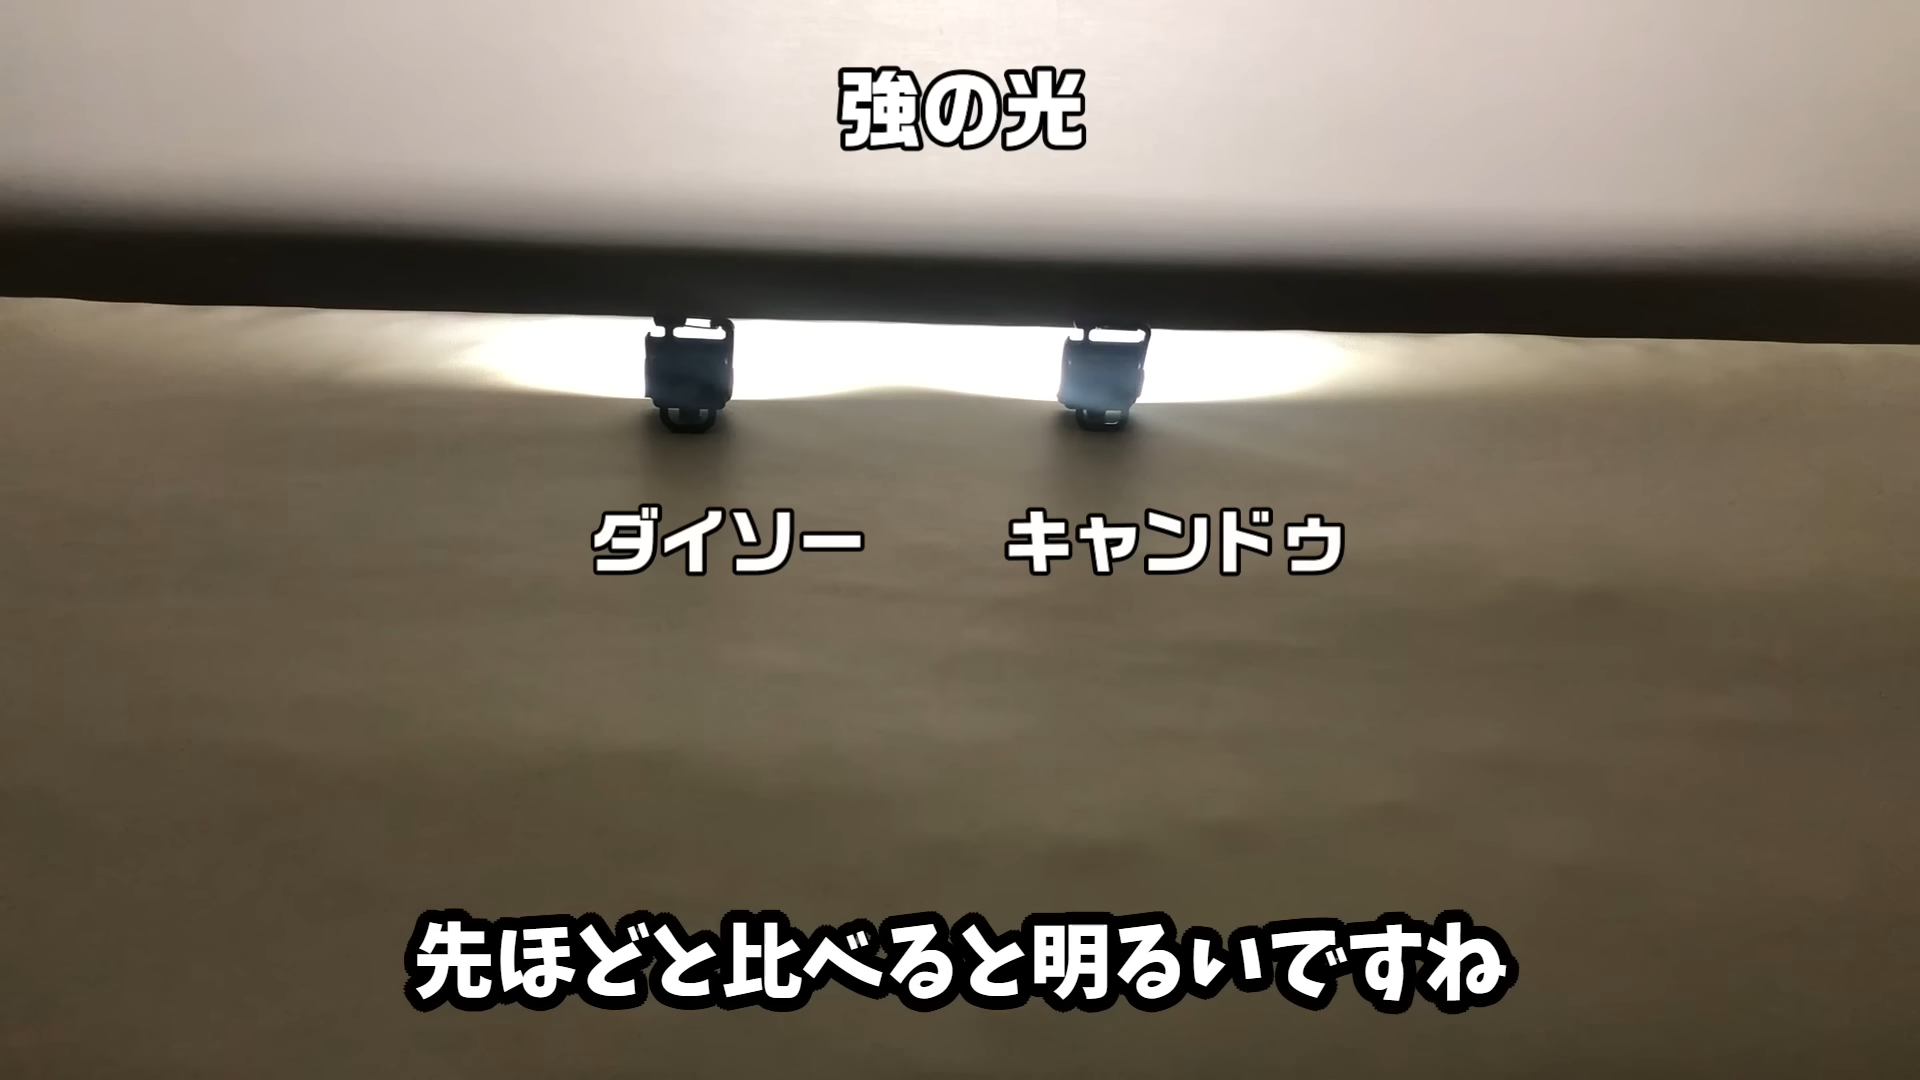 強の光
ダイソー
キャンドゥ
先ほどと比べると明るいですね